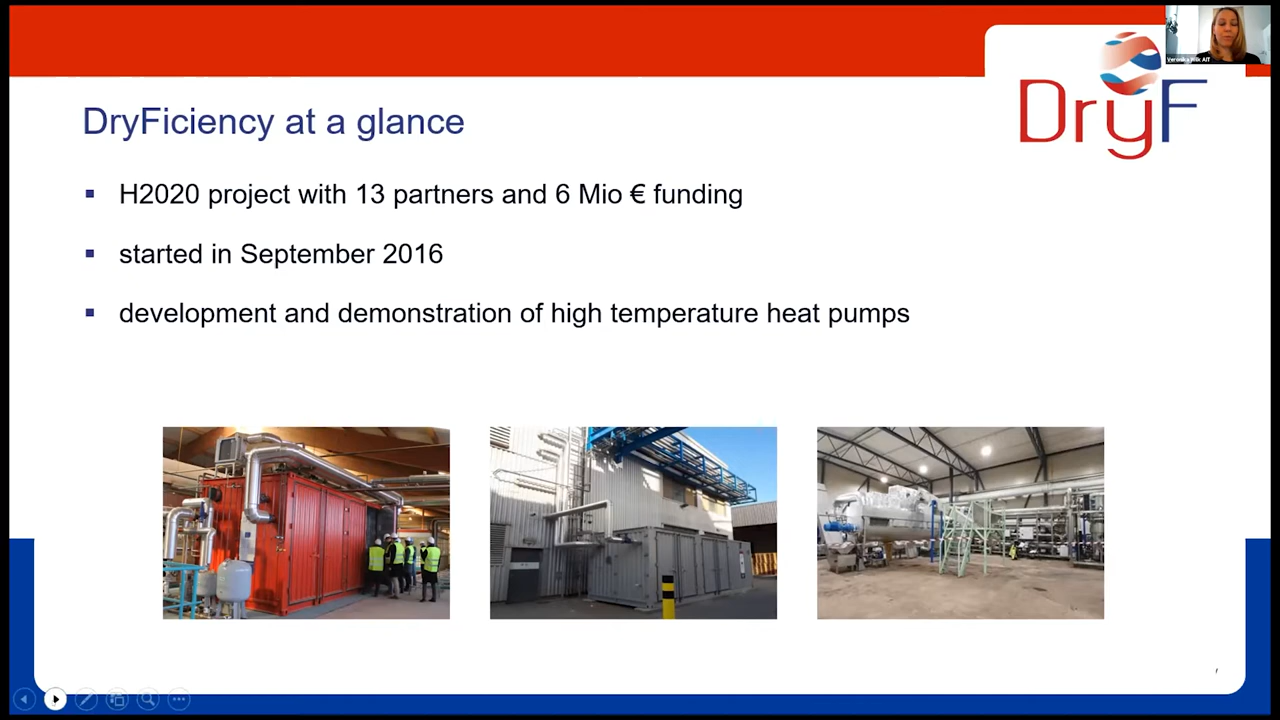 DryFiciency at a glance
DryF
▪ H2020 project with 13 partners and 6 Mio € funding
▪ started in September 2016
▪ development and demonstration of high temperature heat pumps